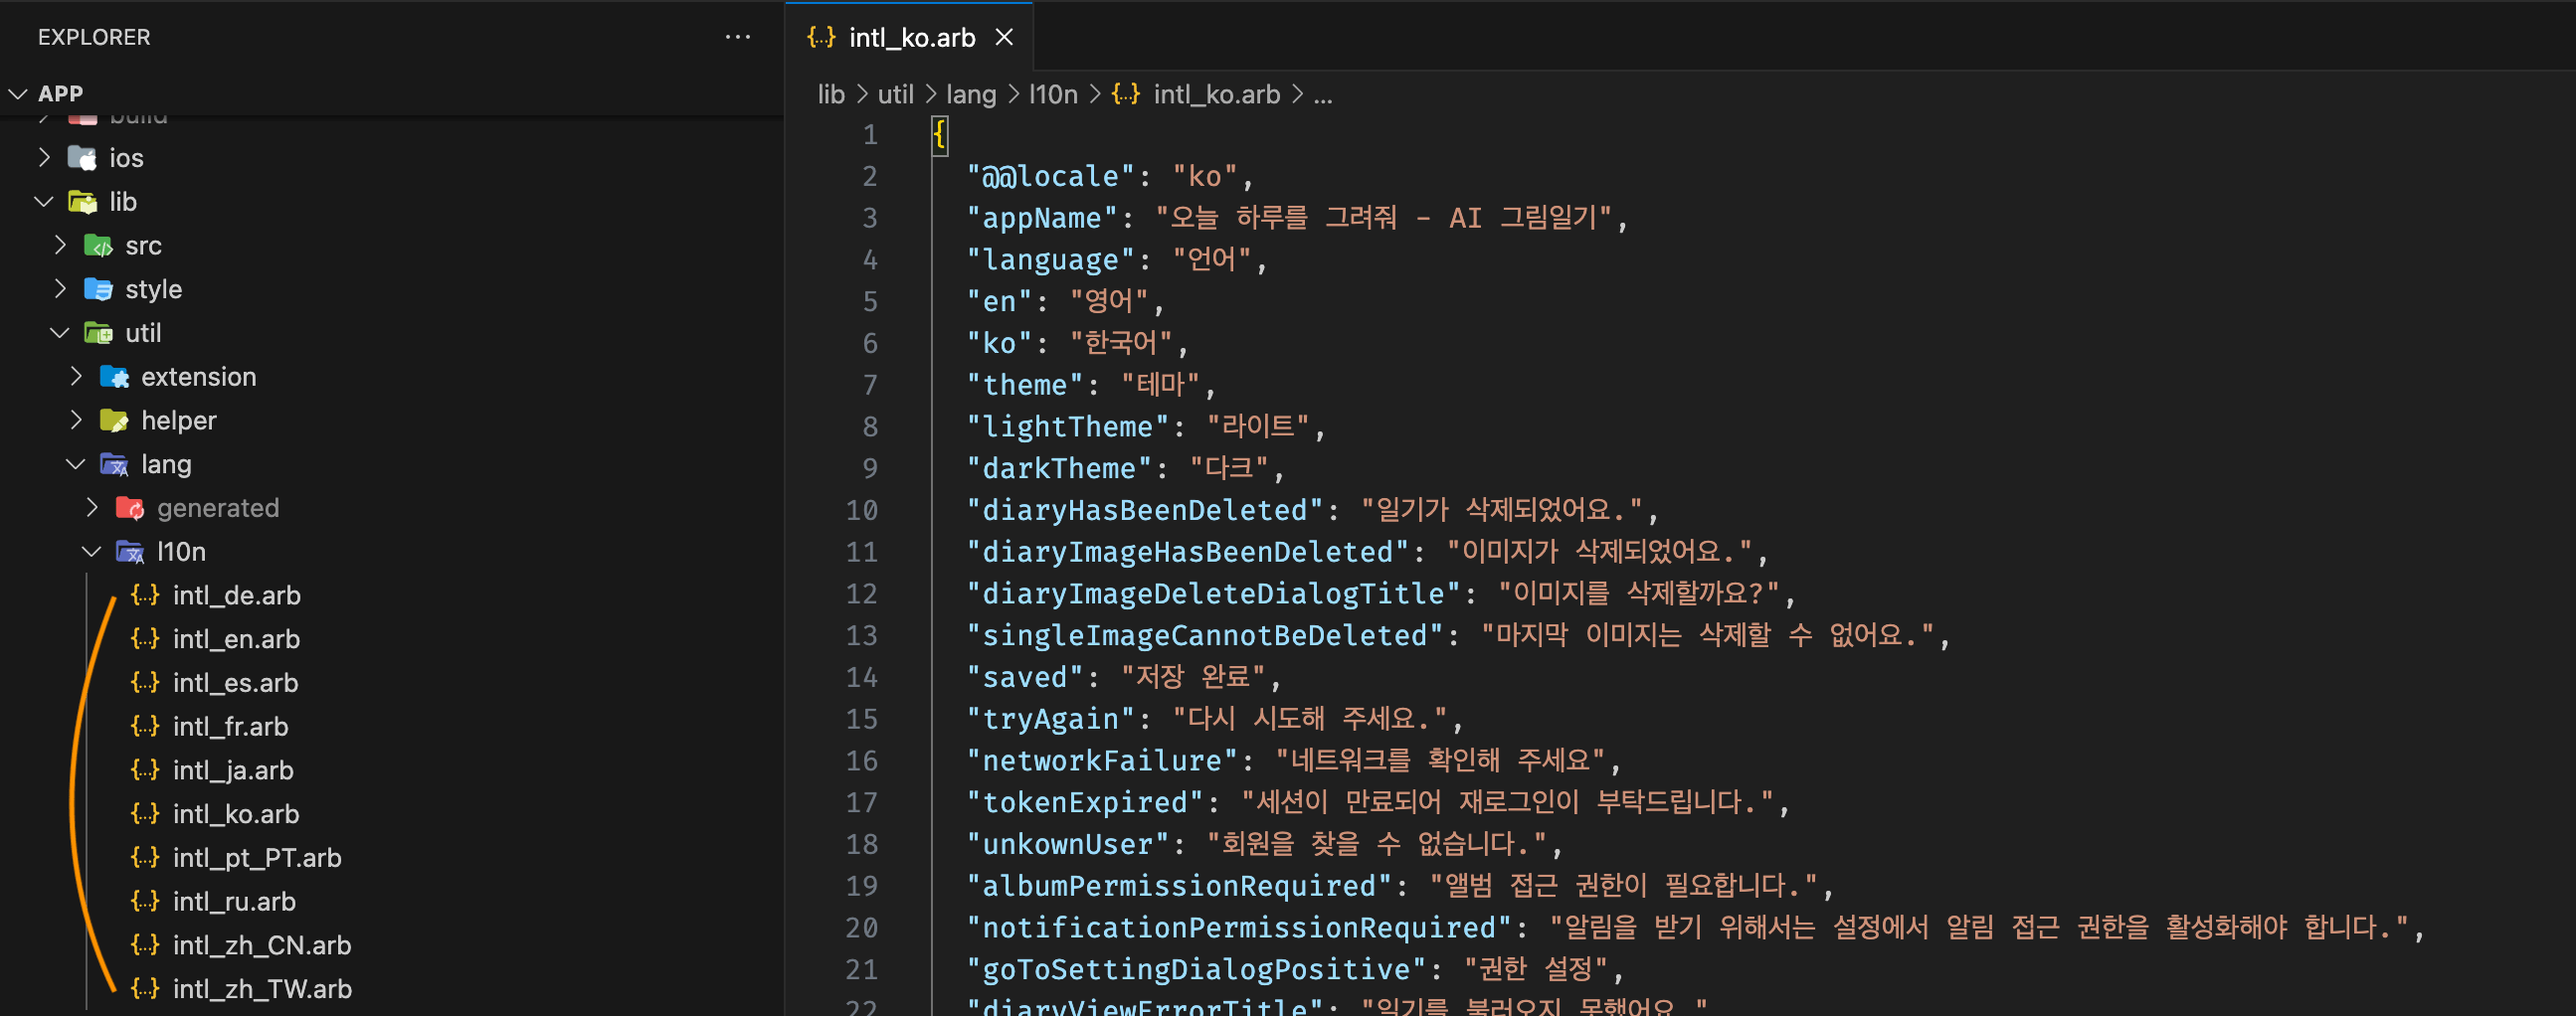 EXPLORER
APP
build
ios
lib
src
style
util
extension
helper
lang
generated
l10n
intl_de.arb
intl_en.arb
intl_es.arb
intl_fr.arb
intl_ja.arb
intl_ko.arb
intl_pt_PT.arb
intl_ru.arb
intl_zh_CN.arb
intl_zh_TW.arb
{..} intl_ko.arb
lib > util > lang > l10n > {..} intl_ko.arb > ...
1 {
2 "@@locale": "ko",
3 "appName": "오늘 하루를 그려줘 - AI 그림일기",
4 "language": "언어",
5 "en": "영어",
6 "ko": "한국어",
7 "theme": "테마",
8 "lightTheme": "라이트",
9 "darkTheme": "다크",
10 "diaryHasBeenDeleted": "일기가 삭제되었어요.",
11 "diaryImageHasBeenDeleted": "이미지가 삭제되었어요.",
12 "diaryImageDeleteDialogTitle": "이미지를 삭제할까요?",
13 "singleImageCannotBeDeleted": "마지막 이미지는 삭제할 수 없어요.",
14 "saved": "저장 완료",
15 "tryAgain": "다시 시도해 주세요.",
16 "networkFailure": "네트워크를 확인해 주세요",
17 "tokenExpired": "세션이 만료되어 재로그인이 부탁드립니다.",
18 "unkownUser": "회원을 찾을 수 없습니다.",
19 "albumPermissionRequired": "앨범 접근 권한이 필요합니다.",
20 "notificationPermissionRequired": "알림을 받기 위해서는 설정에서 알림 접근 권한을 활성화해야 합니다.",
21 "goToSettingDialogPositive": "권한 설정",
22 "diaryViewErrorTitle": "일기를 불러오지 못했어요."